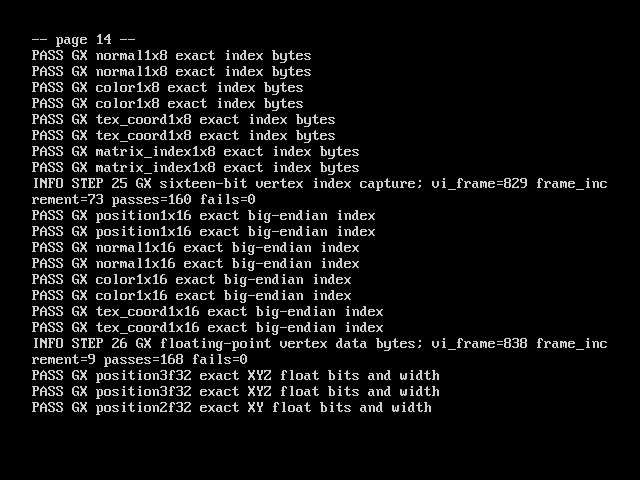 -- page 14 --
PASS GX normal1x8 exact index bytes
PASS GX normal1x8 exact index bytes
PASS GX color1x8 exact index bytes
PASS GX color1x8 exact index bytes
PASS GX tex_coord1x8 exact index bytes
PASS GX tex_coord1x8 exact index bytes
PASS GX matrix_index1x8 exact index bytes
PASS GX matrix_index1x8 exact index bytes
INFO STEP 25 GX sixteen-bit vertex index capture; vi_frame=829 frame_inc
rement=73 passes=160 fails=0
PASS GX position1x16 exact big-endian index
PASS GX position1x16 exact big-endian index
PASS GX normal1x16 exact big-endian index
PASS GX normal1x16 exact big-endian index
PASS GX color1x16 exact big-endian index
PASS GX color1x16 exact big-endian index
PASS GX tex_coord1x16 exact big-endian index
PASS GX tex_coord1x16 exact big-endian index
INFO STEP 26 GX floating-point vertex data bytes; vi_frame=838 frame_inc
rement=9 passes=168 fails=0
PASS GX position3f32 exact XYZ float bits and width
PASS GX position3f32 exact XYZ float bits and width
PASS GX position2f32 exact XY float bits and width